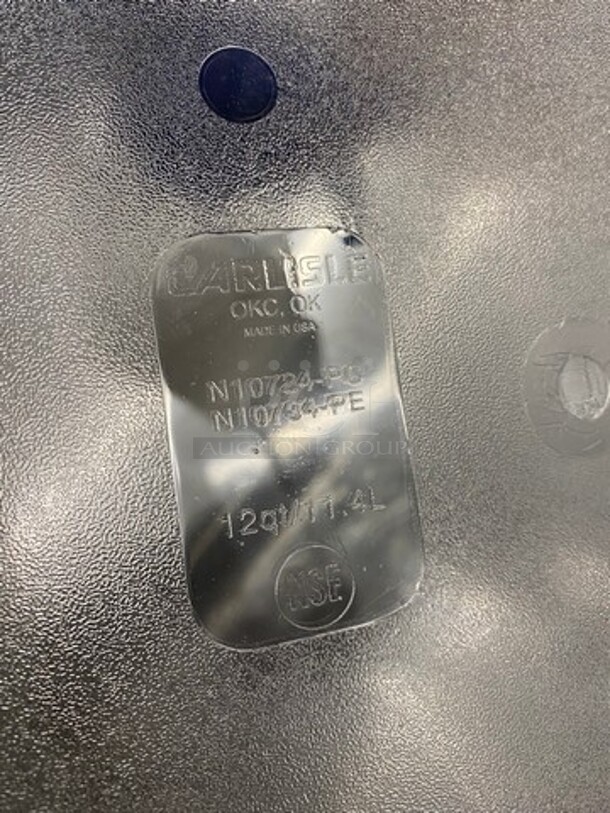 CARLISLE
OKC, OK
MADE IN USA
N10724-PC
N10734-PE
AUCTION GROUP
12qt/11.4L
NSF